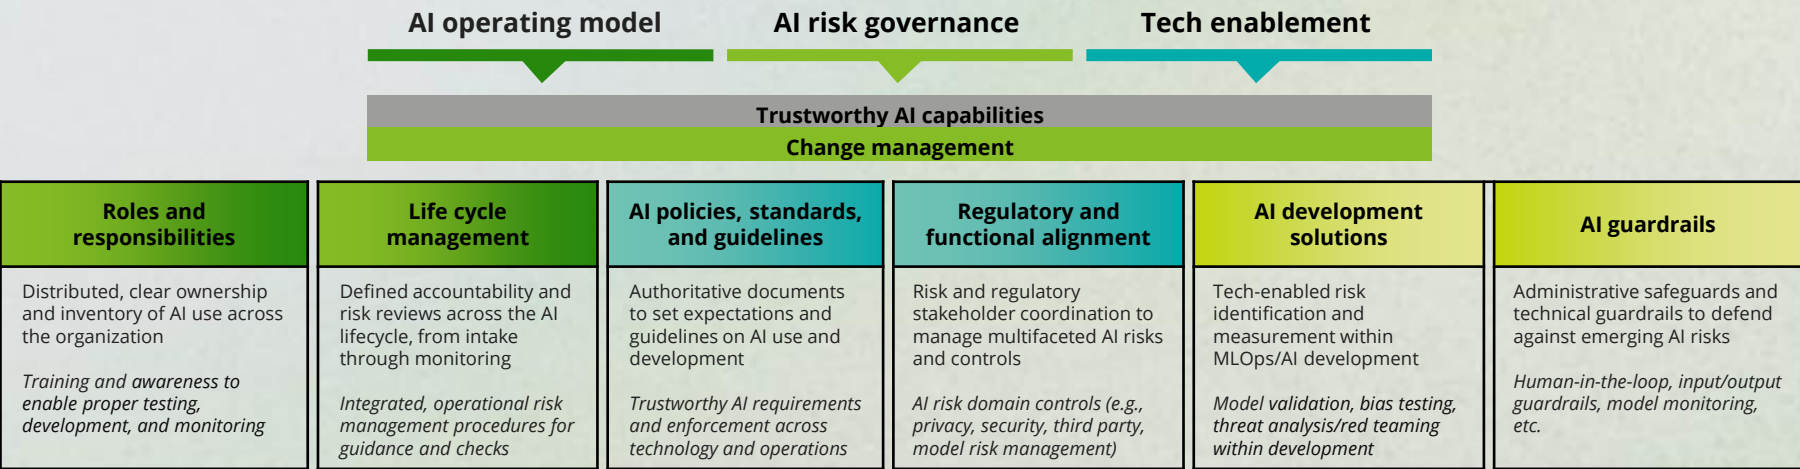 AI operating model
AI risk governance
Tech enablement
Trustworthy AI capabilities
Change management
Roles and
responsibilities
Distributed, clear ownership
and inventory of AI use across
the organization
Training and awareness to
enable proper testing,
development, and monitoring
Life cycle
management
Defined accountability and
risk reviews across the AI
lifecycle, from intake
through monitoring
Integrated, operational risk
management procedures for
guidance and checks
AI policies, standards,
and guidelines
Authoritative documents
to set expectations and
guidelines on AI use and
development
Trustworthy AI requirements
and enforcement across
technology and operations
Regulatory and
functional alignment
Risk and regulatory
stakeholder coordination to
manage multifaceted AI risks
and controls
AI risk domain controls (e.g.,
privacy, security, third party,
model risk management)
AI development
solutions
Tech-enabled risk
identification and
measurement within
MLOps/AI development
Model validation, bias testing,
threat analysis/red teaming
within development
AI guardrails
Administrative safeguards and
technical guardrails to defend
against emerging AI risks
Human-in-the-loop, input/output
guardrails, model monitoring,
etc.